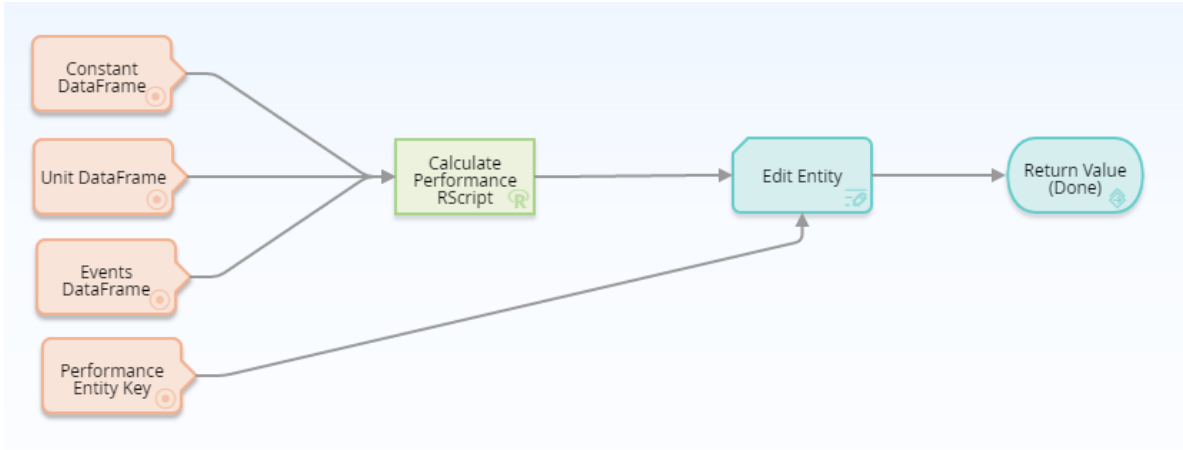 Constant
DataFrame
Unit DataFrame
Events
DataFrame
Performance
Entity Key
Calculate
Performance
RScript
R
Edit Entity
Return Value
(Done)